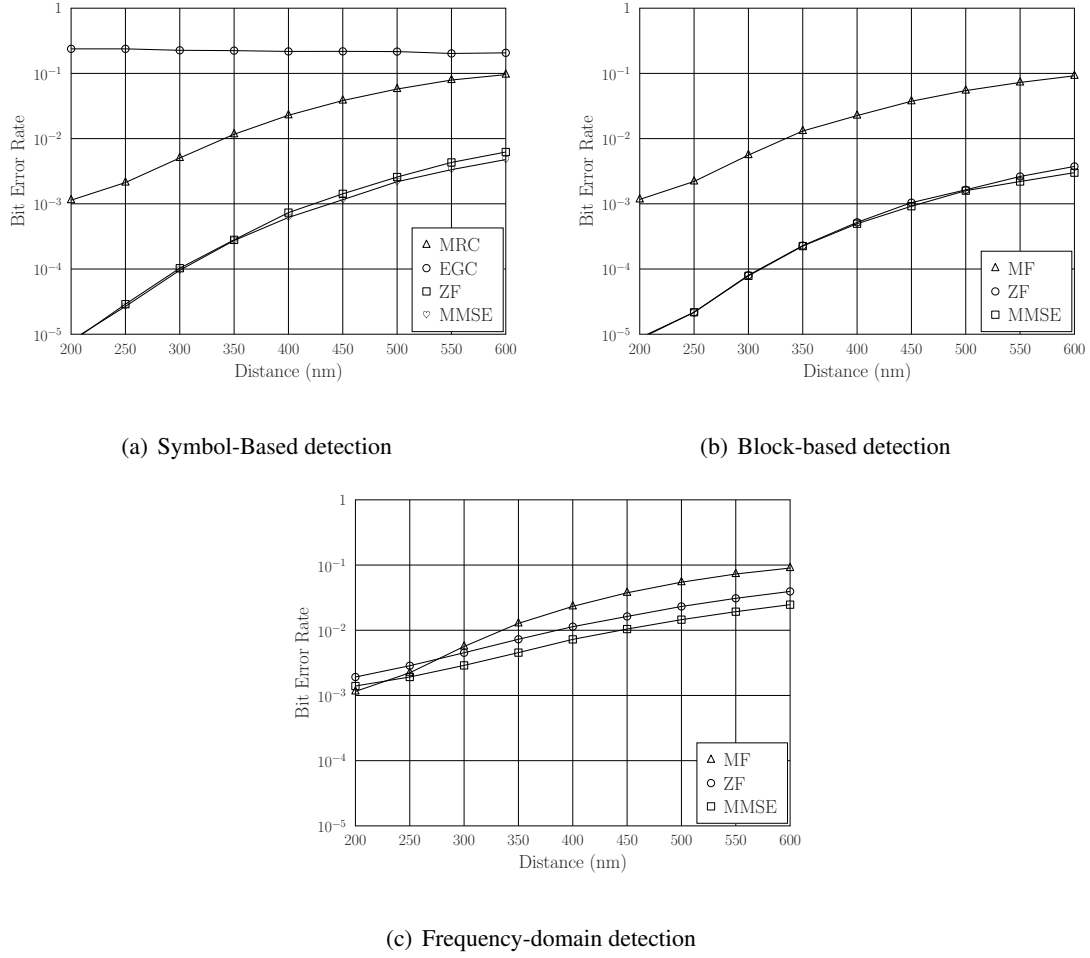 1
10⁻¹
10⁻²
10⁻³
10⁻⁴
10⁻⁵
Bit Error Rate
200 250 300 350 400 450 500 550 600
Distance (nm)
MRC
EGC
ZF
MMSE
(a) Symbol-Based detection
1
10⁻¹
10⁻²
10⁻³
10⁻⁴
10⁻⁵
Bit Error Rate
200 250 300 350 400 450 500 550 600
Distance (nm)
MF
ZF
MMSE
(b) Block-based detection
1
10⁻¹
10⁻²
10⁻³
10⁻⁴
10⁻⁵
Bit Error Rate
200 250 300 350 400 450 500 550 600
Distance (nm)
MF
ZF
MMSE
(c) Frequency-domain detection